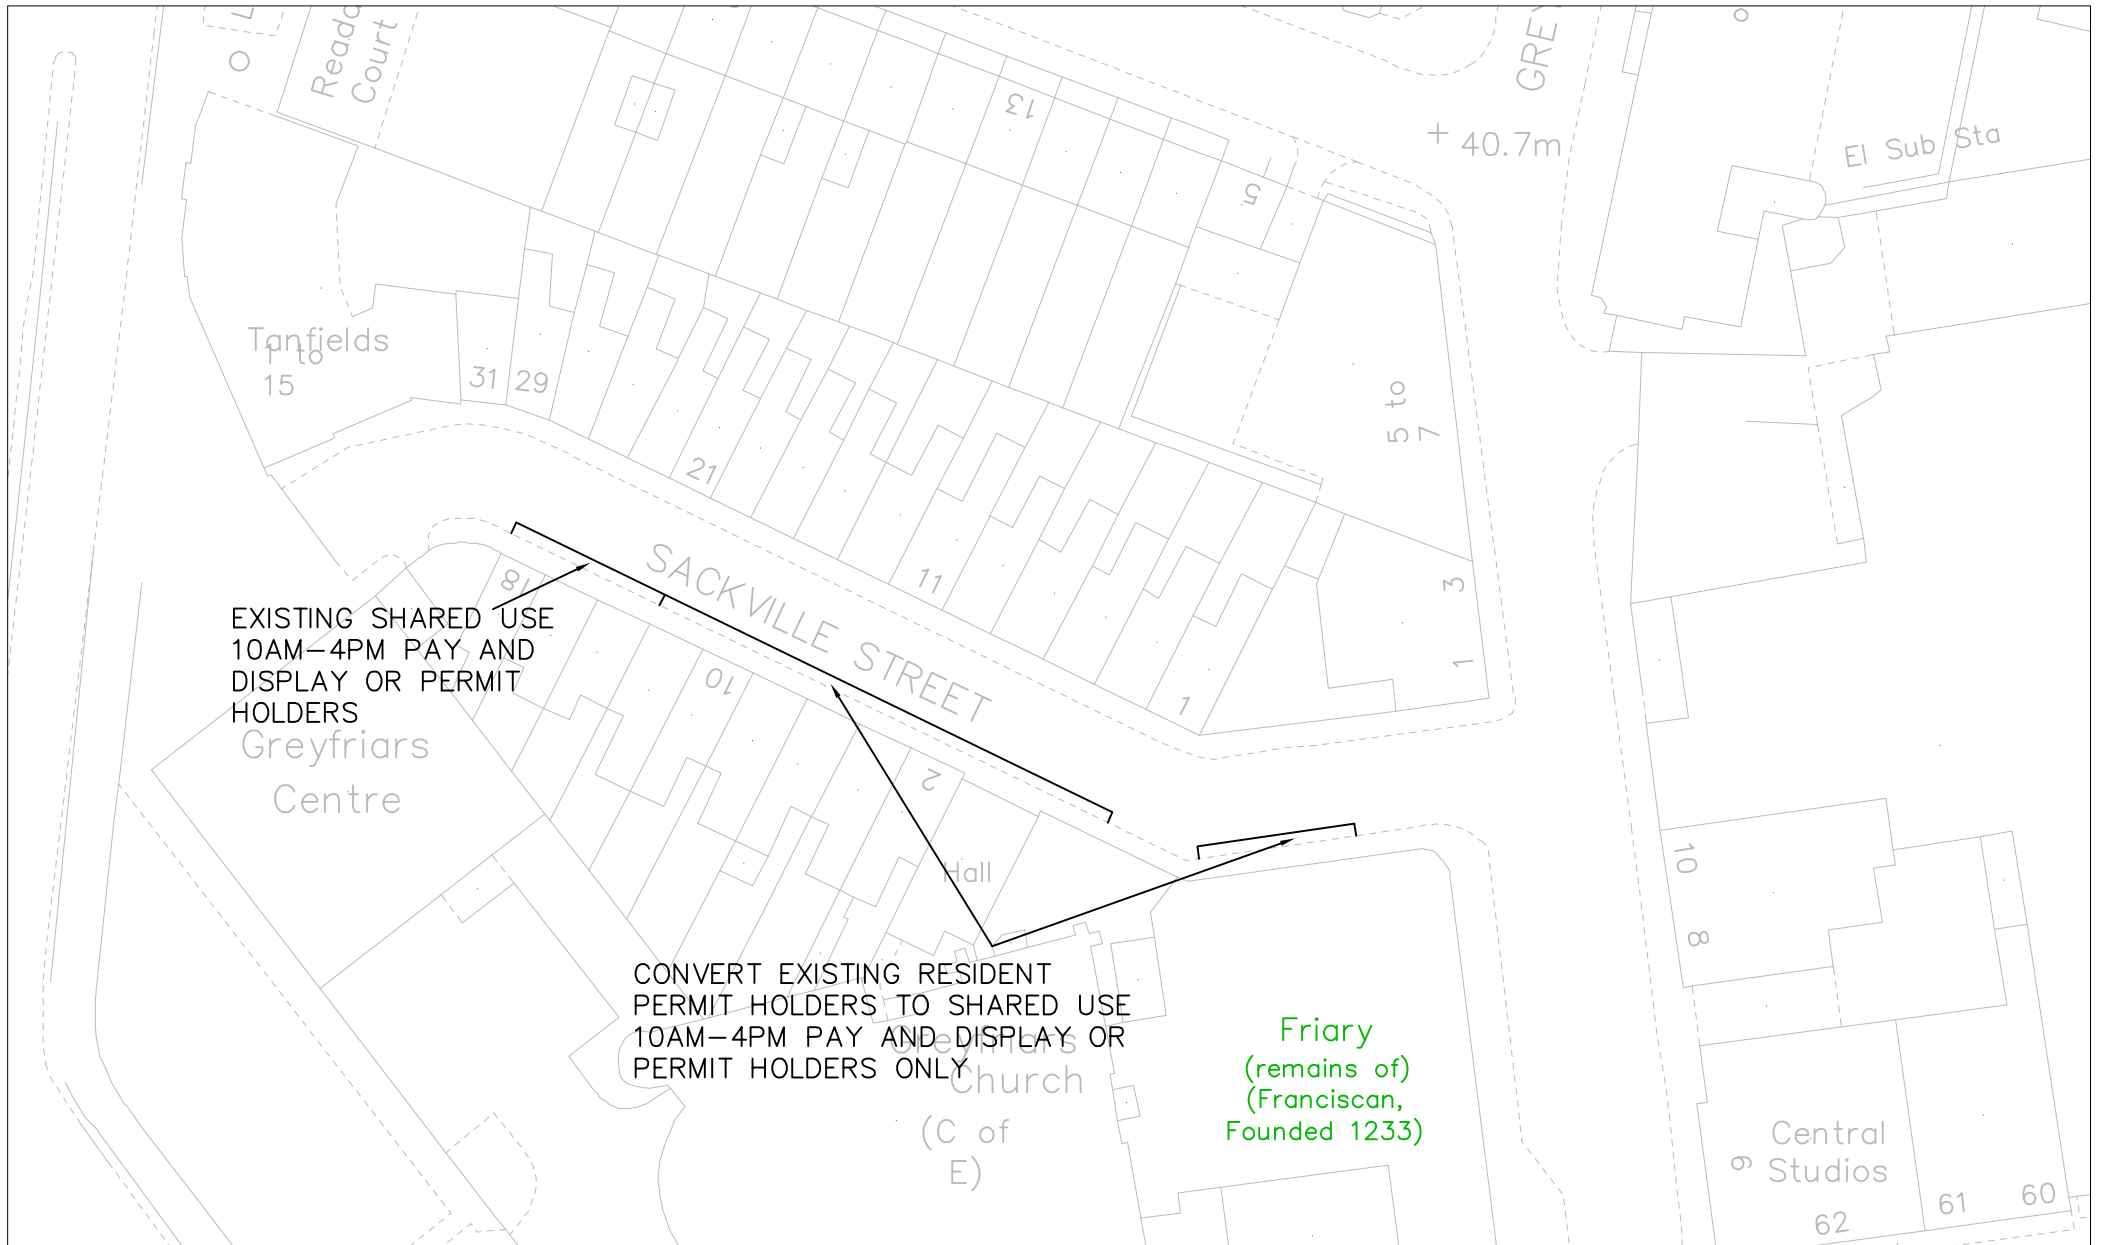 Court
13
GREY
+ 40.7m
El Sub Sta
5
Tanfields
1 to
15
31
29
5 to
7
21
SACKVILLE STREET
11
3
1
1
18
10
2
EXISTING SHARED USE
10AM-4PM PAY AND
DISPLAY OR PERMIT
HOLDERS
Greyfriars
Centre
Hall
10
8
CONVERT EXISTING RESIDENT
PERMIT HOLDERS TO SHARED USE
10AM-4PM PAY AND DISPLAY OR
PERMIT HOLDERS ONLY
Greyfriars
Church
(C of
E)
Friary
(remains of)
(Franciscan,
Founded 1233)
Central
Studios
6
62
61
60